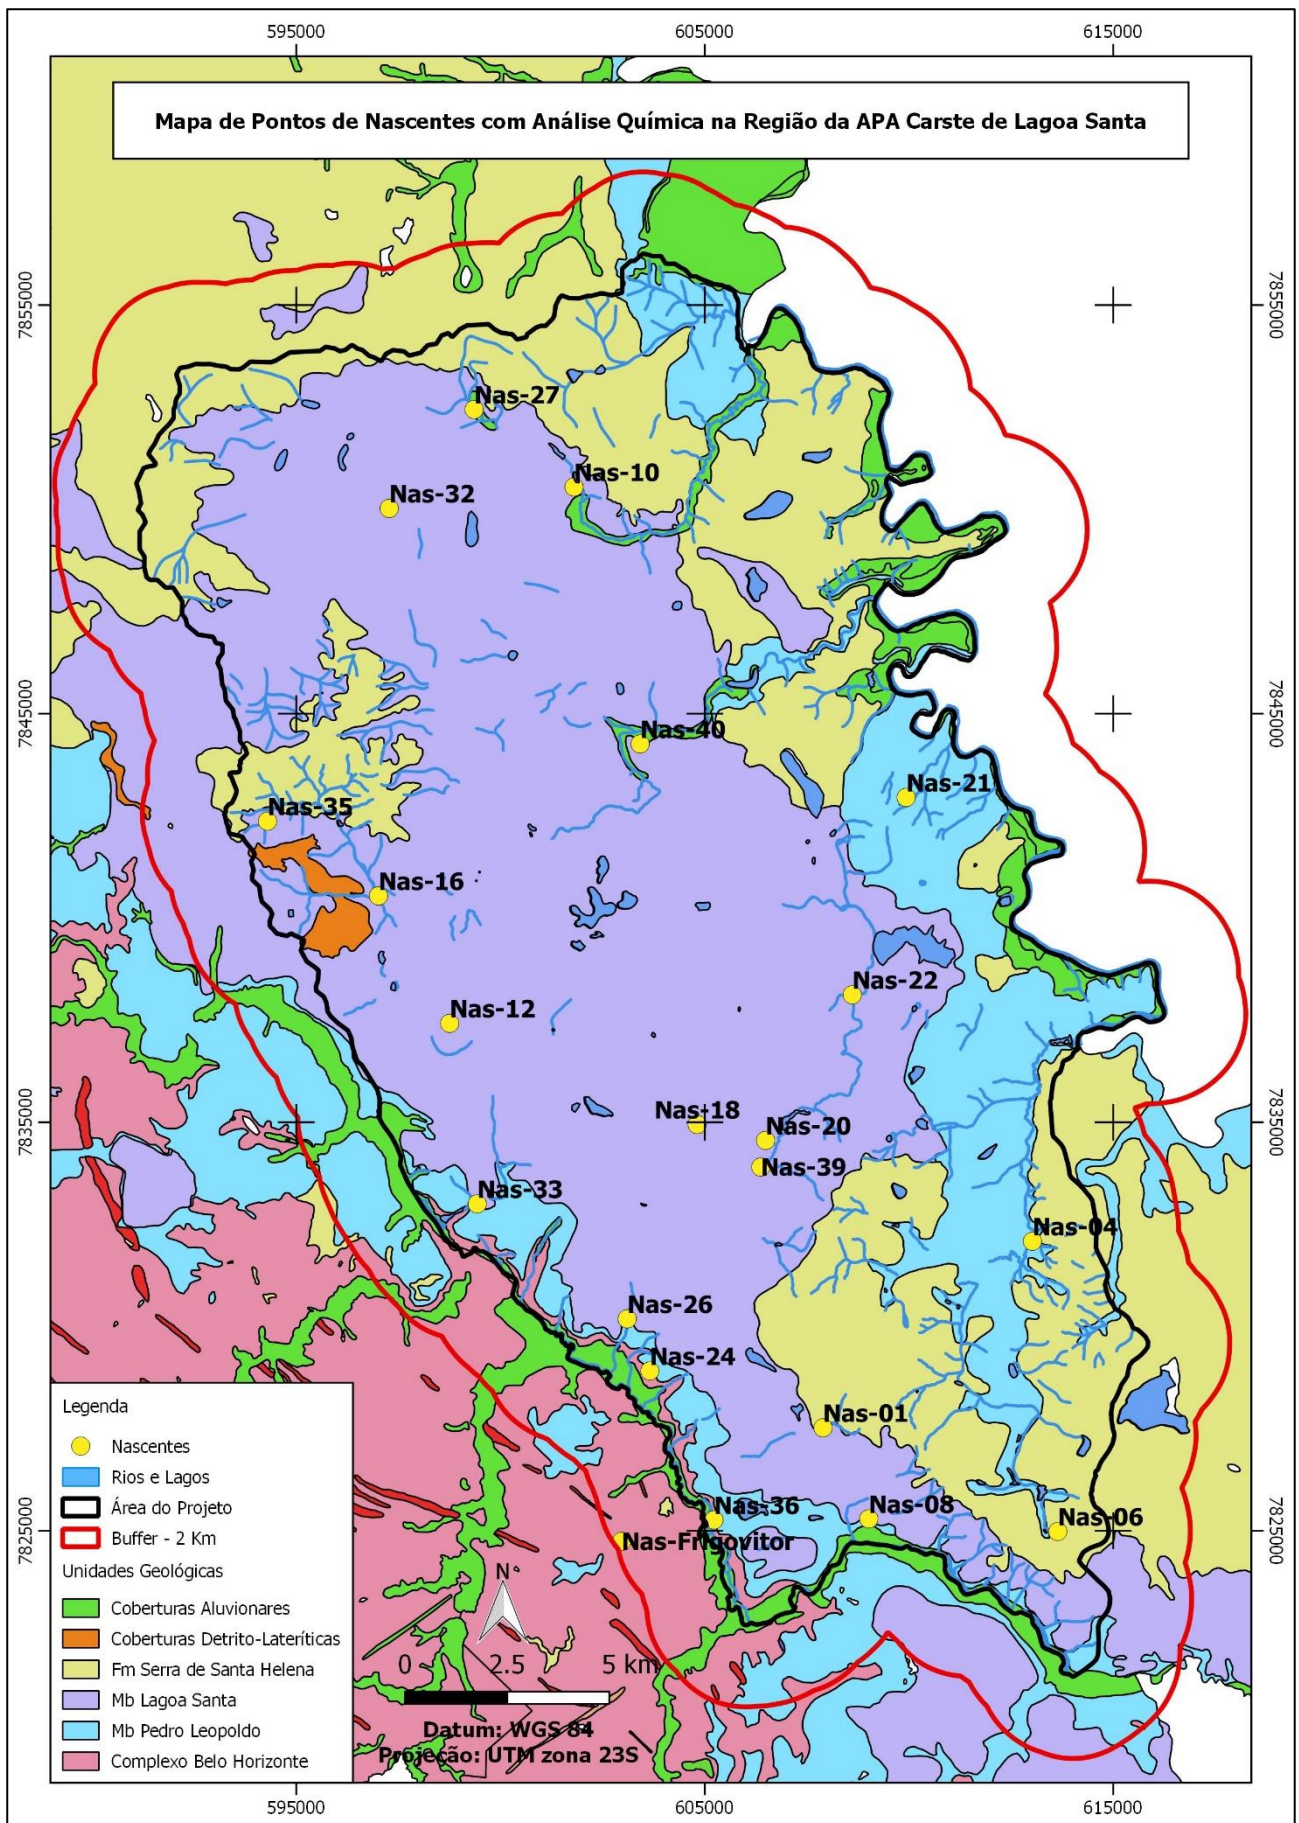 595000
605000
615000
Mapa de Pontos de Nascentes com Análise Química na Região da APA Carste de Lagoa Santa
7855000
7855000
Nas-27
Nas-10
Nas-32
7845000
7845000
Nas-40
Nas-21
Nas-35
Nas-16
Nas-22
Nas-12
7835000
7835000
Nas-18
Nas-20
Nas-39
Nas-33
Nas-04
Nas-26
Nas-24
Nas-01
7825000
7825000
Nas-36
Nas-08
Nas-06
Nas-Frigovitor
Legenda
Nascentes
Rios e Lagos
Área do Projeto
Buffer - 2 Km
Unidades Geológicas
Coberturas Aluvionares
Coberturas Detrito-Lateríticas
Fm Serra de Santa Helena
Mb Lagoa Santa
Mb Pedro Leopoldo
Complexo Belo Horizonte
N
0 2.5 5 km
Datum: WGS 84
Projeção: UTM zona 23S
595000
605000
615000